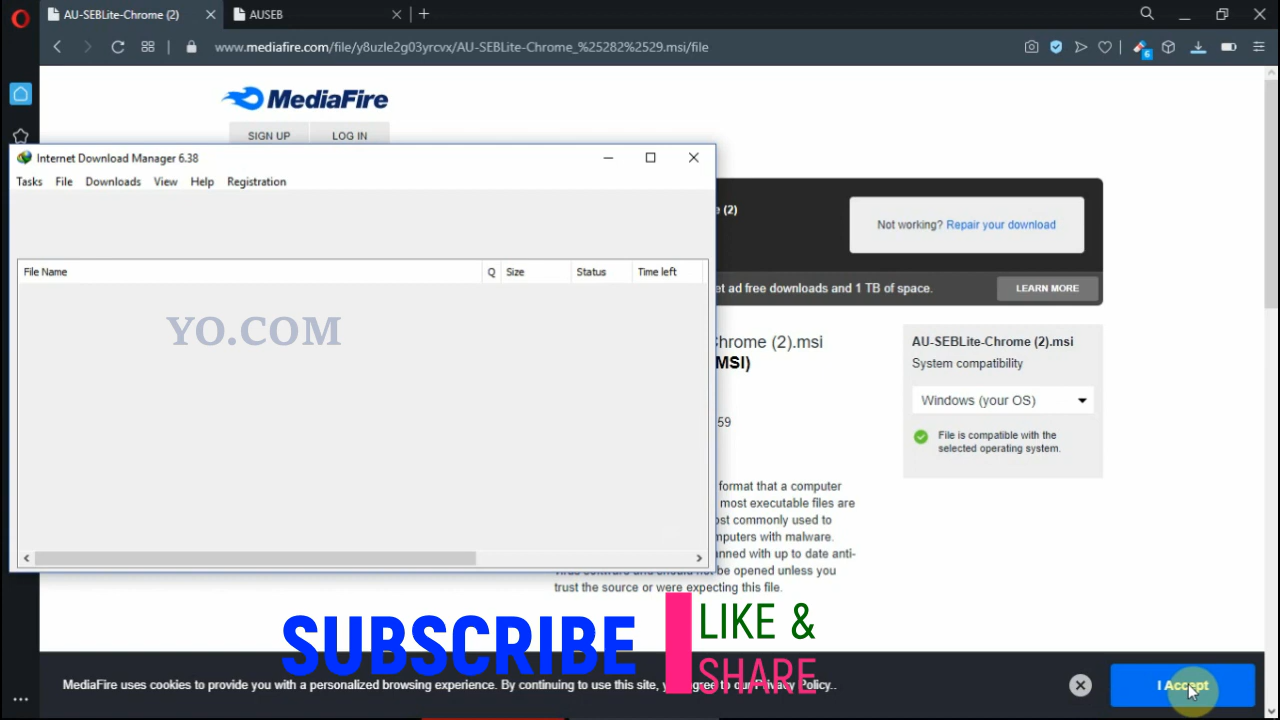 AU-SEBLite-Chrome (2)
AUSEB
www.mediafire.com/file/y8uzle2g03yrcvx/AU-SEBLite-Chrome_%25282%2529.msi/file
6
MediaFire
SIGN UP
LOG IN
Internet Download Manager 6.38
Tasks
File
Downloads
View
Help
Registration
e (2)
Not working? Repair your download
File Name
Q
Size
Status
Time left
et ad free downloads and 1 TB of space.
LEARN MORE
YO.COM
Chrome (2).msi
MSI)
59
AU-SEBLite-Chrome (2).msi
System compatibility
Windows (your OS)
File is compatible with the
selected operating system.
format that a computer
most executable files are
ost commonly used to
mputers with malware.
nned with up to date anti-
be opened unless you
trust the source or were expecting this file.
SUBSCRIBE
LIKE &
SHARE
MediaFire uses cookies to provide you with a personalized browsing experience. By continuing to use this site, Privacy Policy..
I Accept